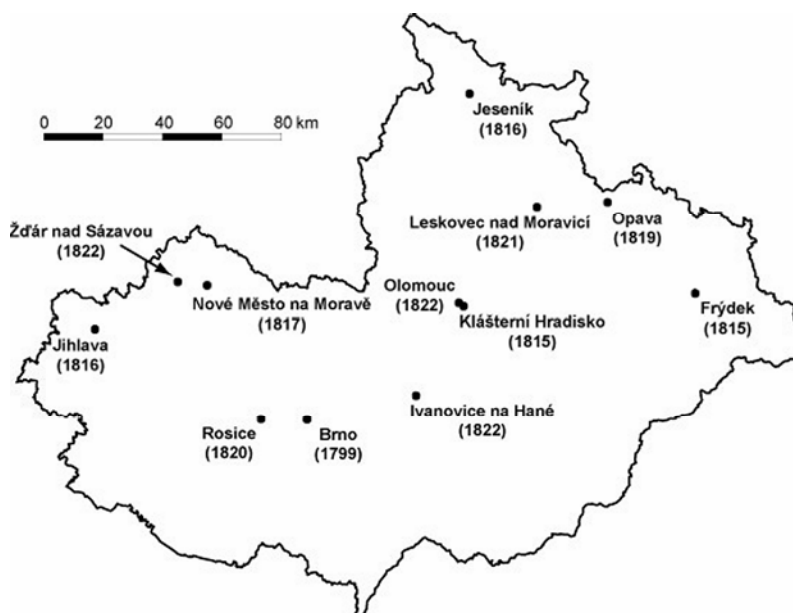 Jeseník
(1816)
0 20 40 60 80 km
Leskovec nad Moravicí
(1821)
Opava
(1819)
Žďár nad Sázavou
(1822)
Nové Město na Moravě
(1817)
Olomouc
(1822)
Klášterní Hradisko
(1815)
Frýdek
(1815)
Jihlava
(1816)
Ivanovice na Hané
(1822)
Rosice
(1820)
Brno
(1799)